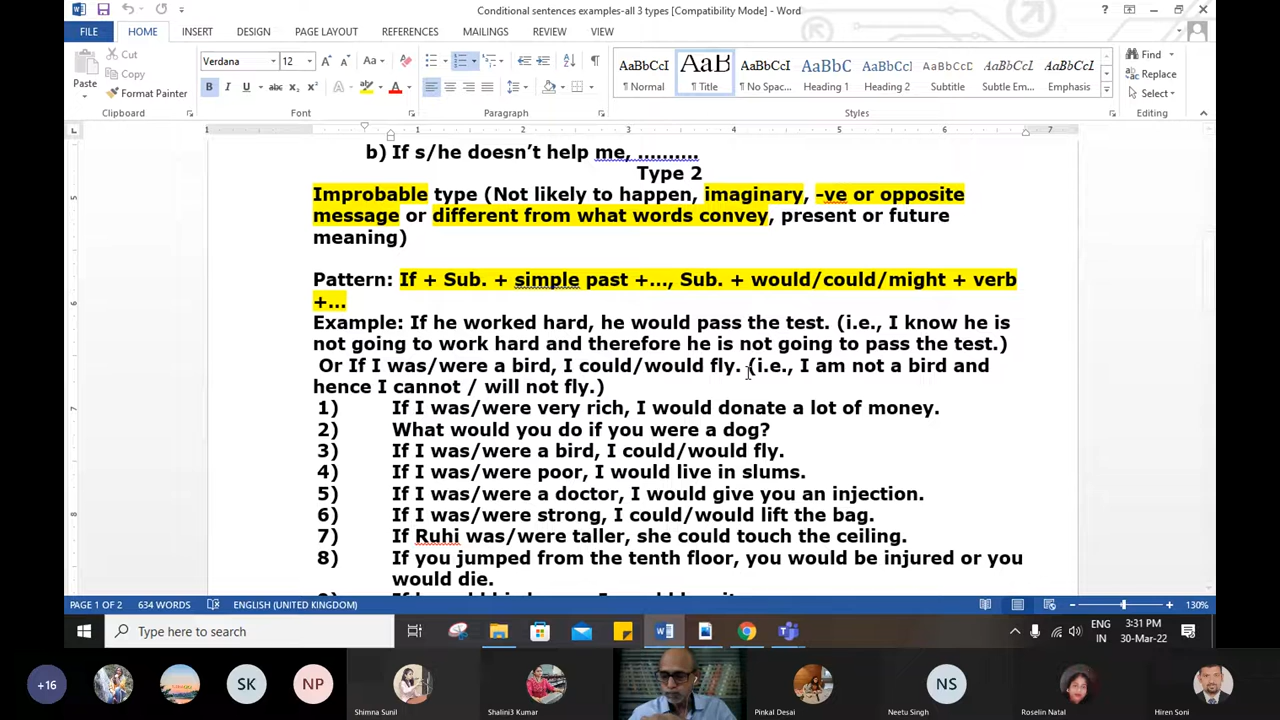 Conditional sentences examples-all 3 types [Compatibility Mode] - Word
FILE HOME INSERT DESIGN PAGE LAYOUT REFERENCES MAILINGS REVIEW VIEW
Cut
Copy
Format Painter
Paste
Clipboard
Verdana 12
Font
Paragraph
AaBbCcI AaB AaBbCcI AaBbC AaBbCcI AaBbCcD AaBbCcI AaBbCcI
¶ Normal ¶ Title ¶ No Spac... Heading 1 Heading 2 Subtitle Subtle Em... Emphasis
Styles
Find
Replace
Select
Editing
1 1 2 3 4 5 6 7
b) If s/he doesn’t help me, ……….
Type 2
Improbable type (Not likely to happen, imaginary, –ve or opposite
message or different from what words convey, present or future
meaning)
Pattern: If + Sub. + simple past +…, Sub. + would/could/might + verb
+…
Example: If he worked hard, he would pass the test. (i.e., I know he is
not going to work hard and therefore he is not going to pass the test.)
Or If I was/were a bird, I could/would fly. (i.e., I am not a bird and
hence I cannot / will not fly.)
1) If I was/were very rich, I would donate a lot of money.
2) What would you do if you were a dog?
3) If I was/were a bird, I could/would fly.
4) If I was/were poor, I would live in slums.
5) If I was/were a doctor, I would give you an injection.
6) If I was/were strong, I could/would lift the bag.
7) If Ruhi was/were taller, she could touch the ceiling.
8) If you jumped from the tenth floor, you would be injured or you
would die.
PAGE 1 OF 2 634 WORDS ENGLISH (UNITED KINGDOM) 130%
Type here to search
ENG
IN
3:31 PM
30-Mar-22
+16 SK NP NS
Shimna Sunil Shalini3 Kumar Pinkal Desai Neetu Singh Roselin Natal Hiren Soni